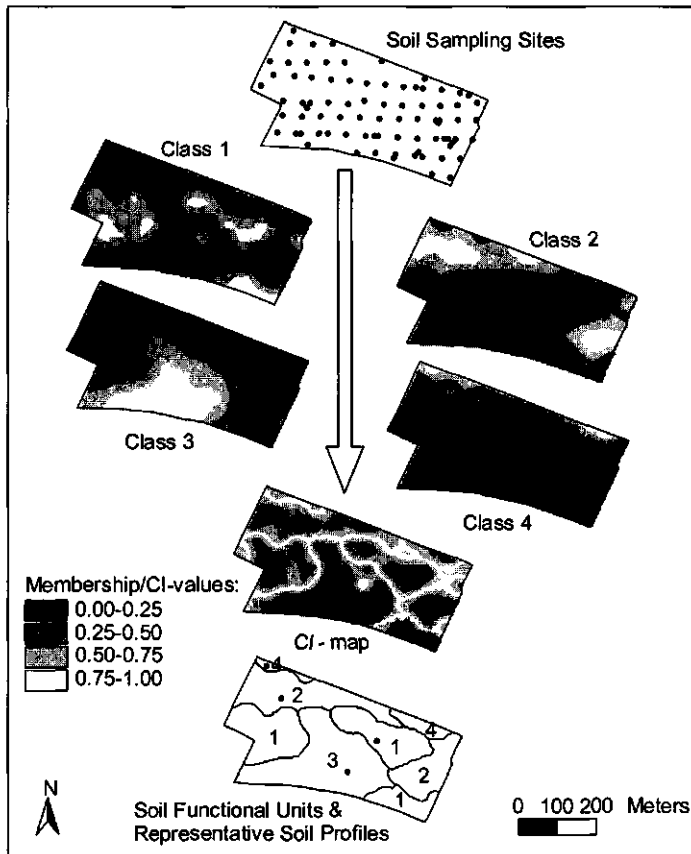 Soil Sampling Sites
Class 1
Class 2
Class 3
Class 4
Membership/CI-values:
0.00-0.25
0.25-0.50
0.50-0.75
0.75-1.00
CI - map
4
2
1
3
1
4
2
1
N
Soil Functional Units &
Representative Soil Profiles
0 100 200 Meters